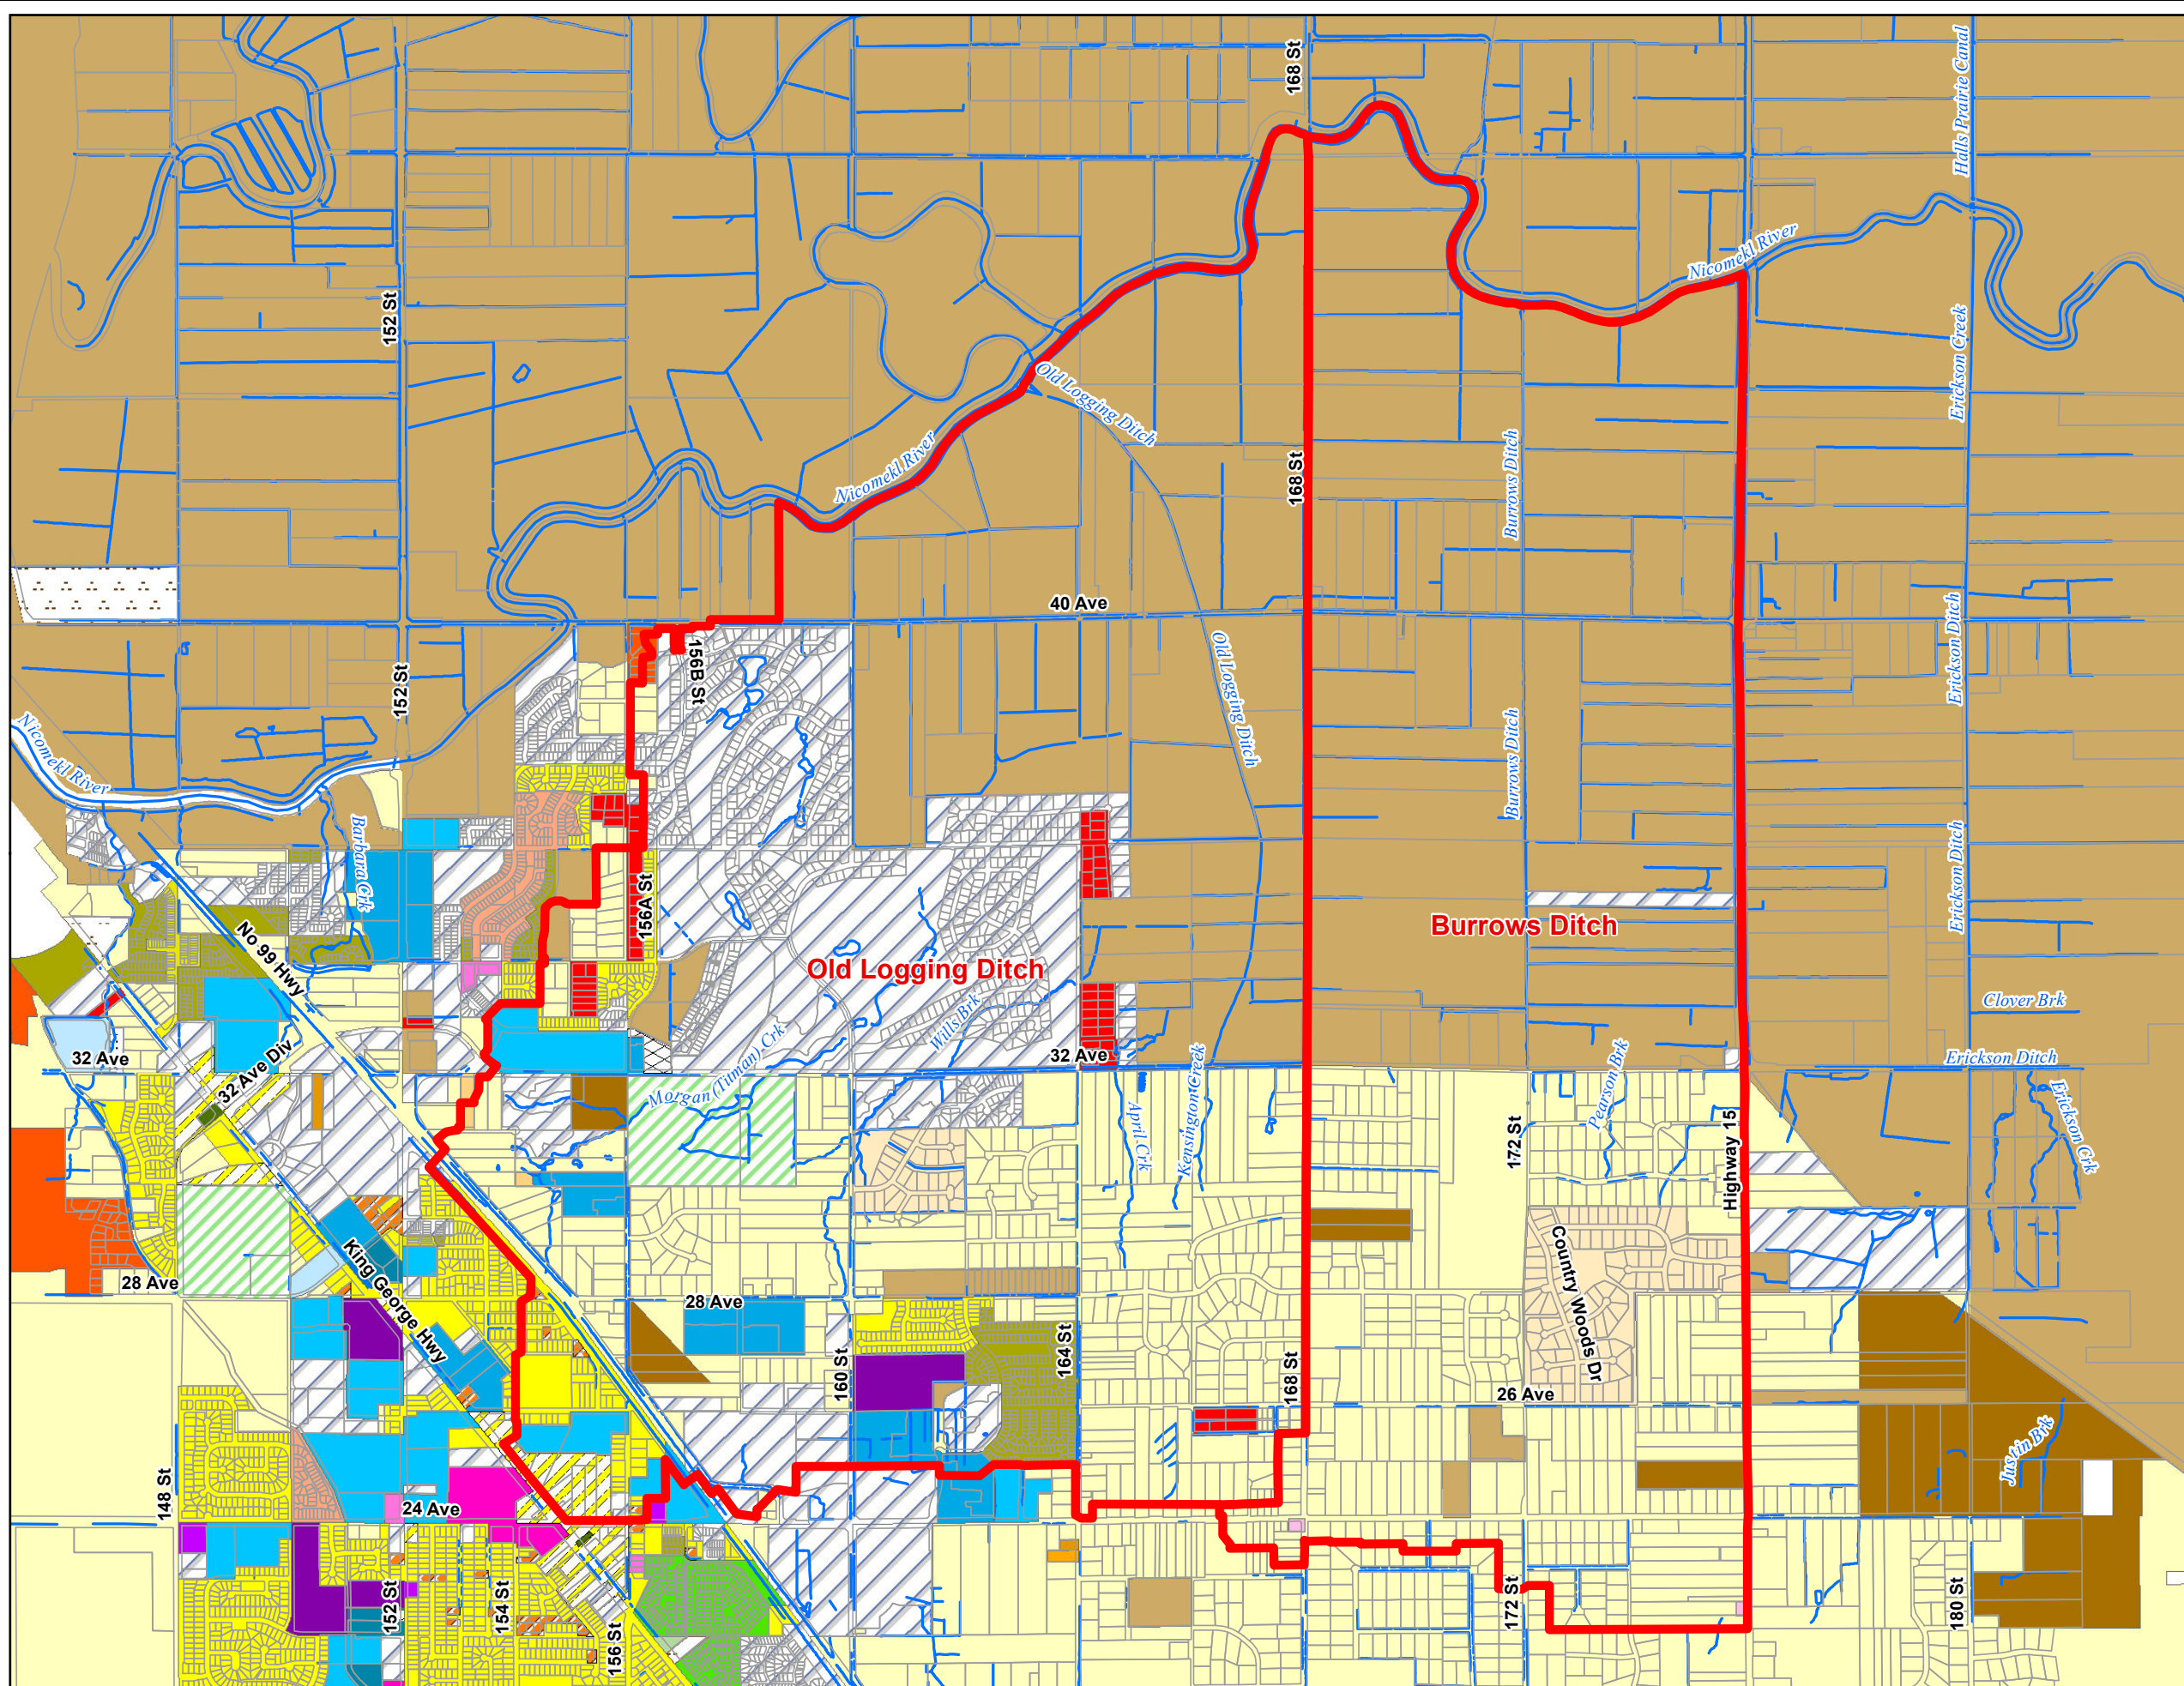 168 St
Halls Prairie Canal
Nicomekl River
152 St
Erickson Creek
Old Logging Ditch
Nicomekl River
168 St
Burrows Ditch
40 Ave
Erickson Ditch
156B St
152 St
Old Logging Ditch
Nicomekl River
Burrows Ditch
Barbara Crk
Erickson Ditch
156A St
Burrows Ditch
No 99 Hwy
Old Logging Ditch
Clover Brk
Wills Brk
32 Ave
32 Ave Div
32 Ave
Erickson Ditch
Morgan (Titman) Crk
Kensington Creek
Pearson Brk
April Crk
172 St
Highway 15
Erickson Crk
28 Ave
King George Hwy
28 Ave
Country Woods Dr
160 St
164 St
168 St
26 Ave
Justin Brk
148 St
24 Ave
152 St
154 St
156 St
172 St
180 St